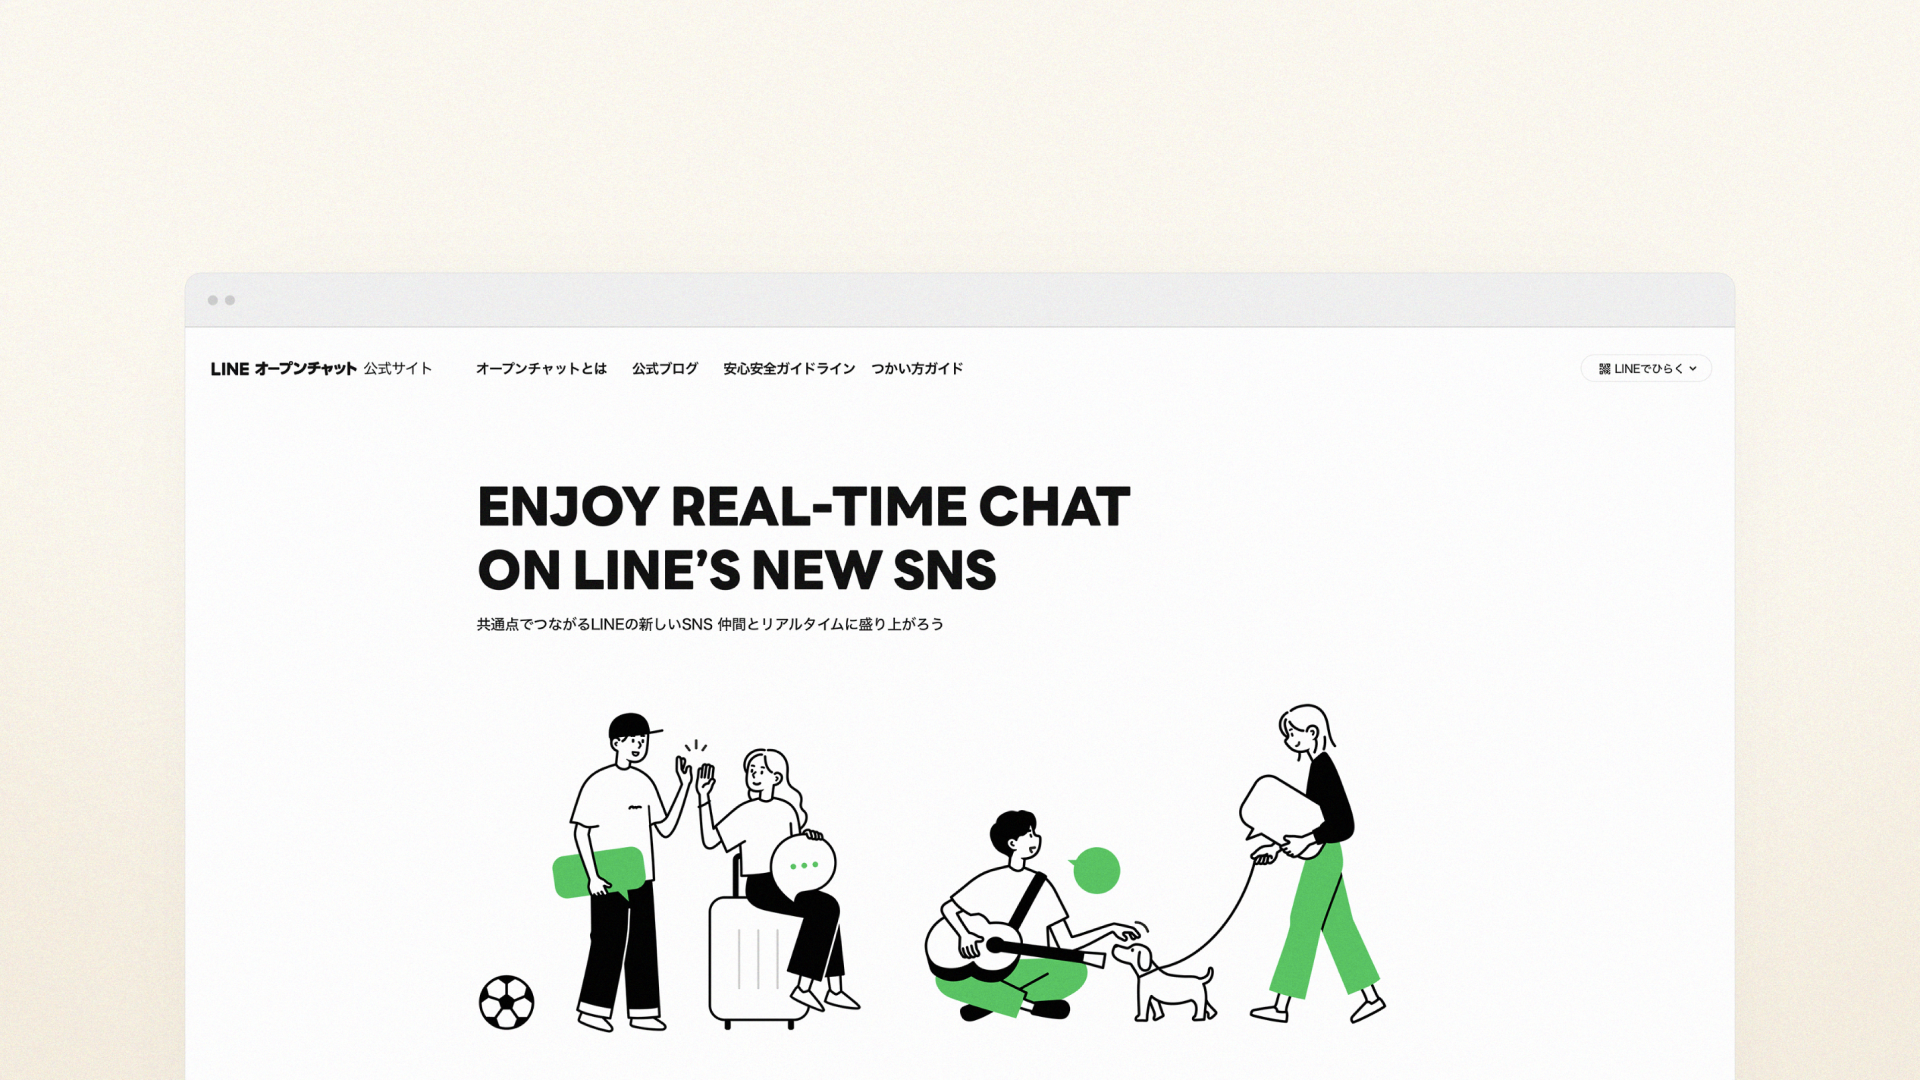 LINE オープンチャット 公式サイト オープンチャットとは 公式ブログ 安心安全ガイドライン つかい方ガイド LINEでひらく
ENJOY REAL-TIME CHAT
ON LINE’S NEW SNS
共通点でつながるLINEの新しいSNS 仲間とリアルタイムに盛り上がろう